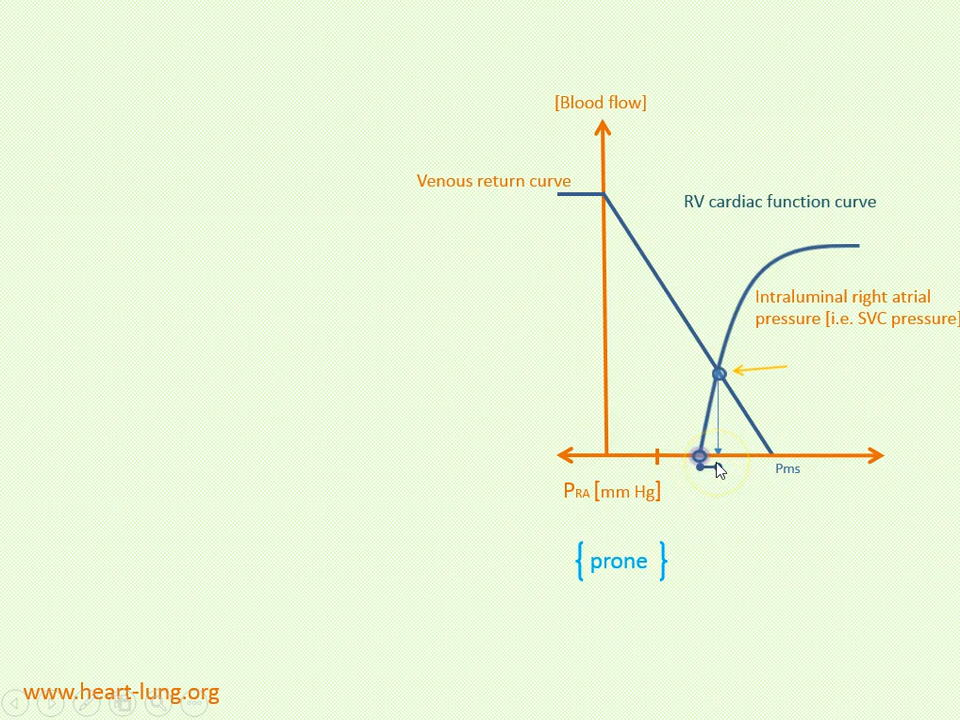 [Blood flow]
Venous return curve
RV cardiac function curve
Intraluminal right atrial
pressure [i.e. SVC pressure]
Pms
PRA [mm Hg]
{ prone }
www.heart-lung.org